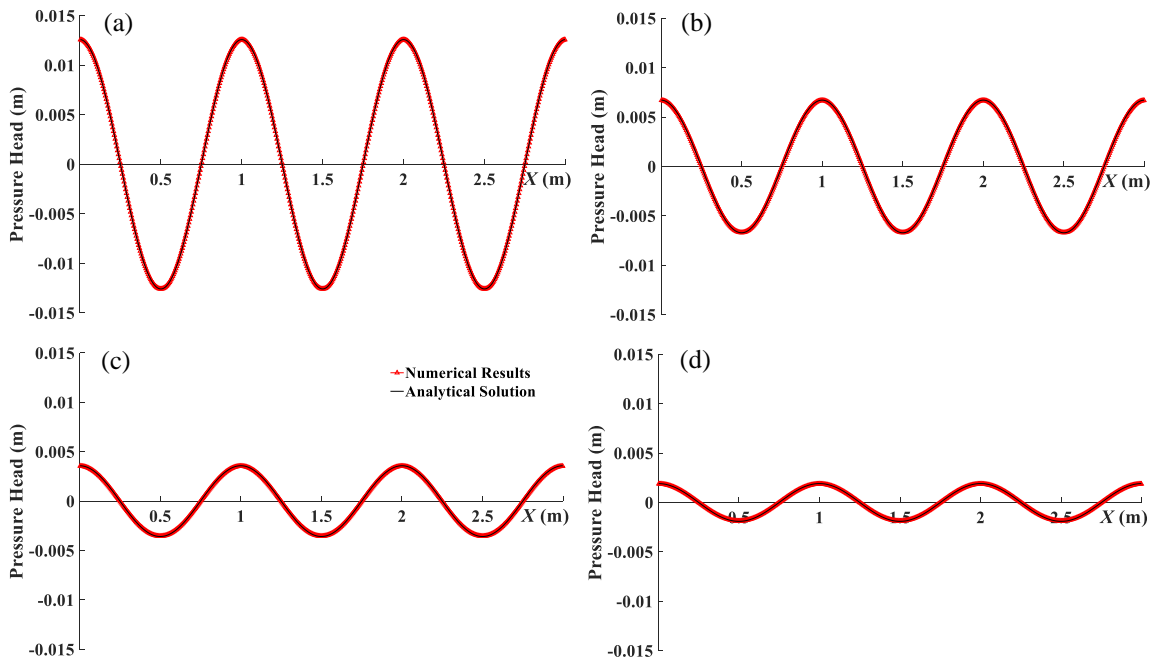 (a)
0.015
0.01
0.005
0
-0.005
-0.01
-0.015
Pressure Head (m)
0.5 1 1.5 2 2.5 X (m)
(b)
0.015
0.01
0.005
0
-0.005
-0.01
-0.015
Pressure Head (m)
0.5 1 1.5 2 2.5 X (m)
(c)
0.015
0.01
0.005
0
-0.005
-0.01
-0.015
Pressure Head (m)
0.5 1 1.5 2 2.5 X (m)
Numerical Results
Analytical Solution
(d)
0.015
0.01
0.005
0
-0.005
-0.01
-0.015
Pressure Head (m)
0.5 1 1.5 2 2.5 X (m)